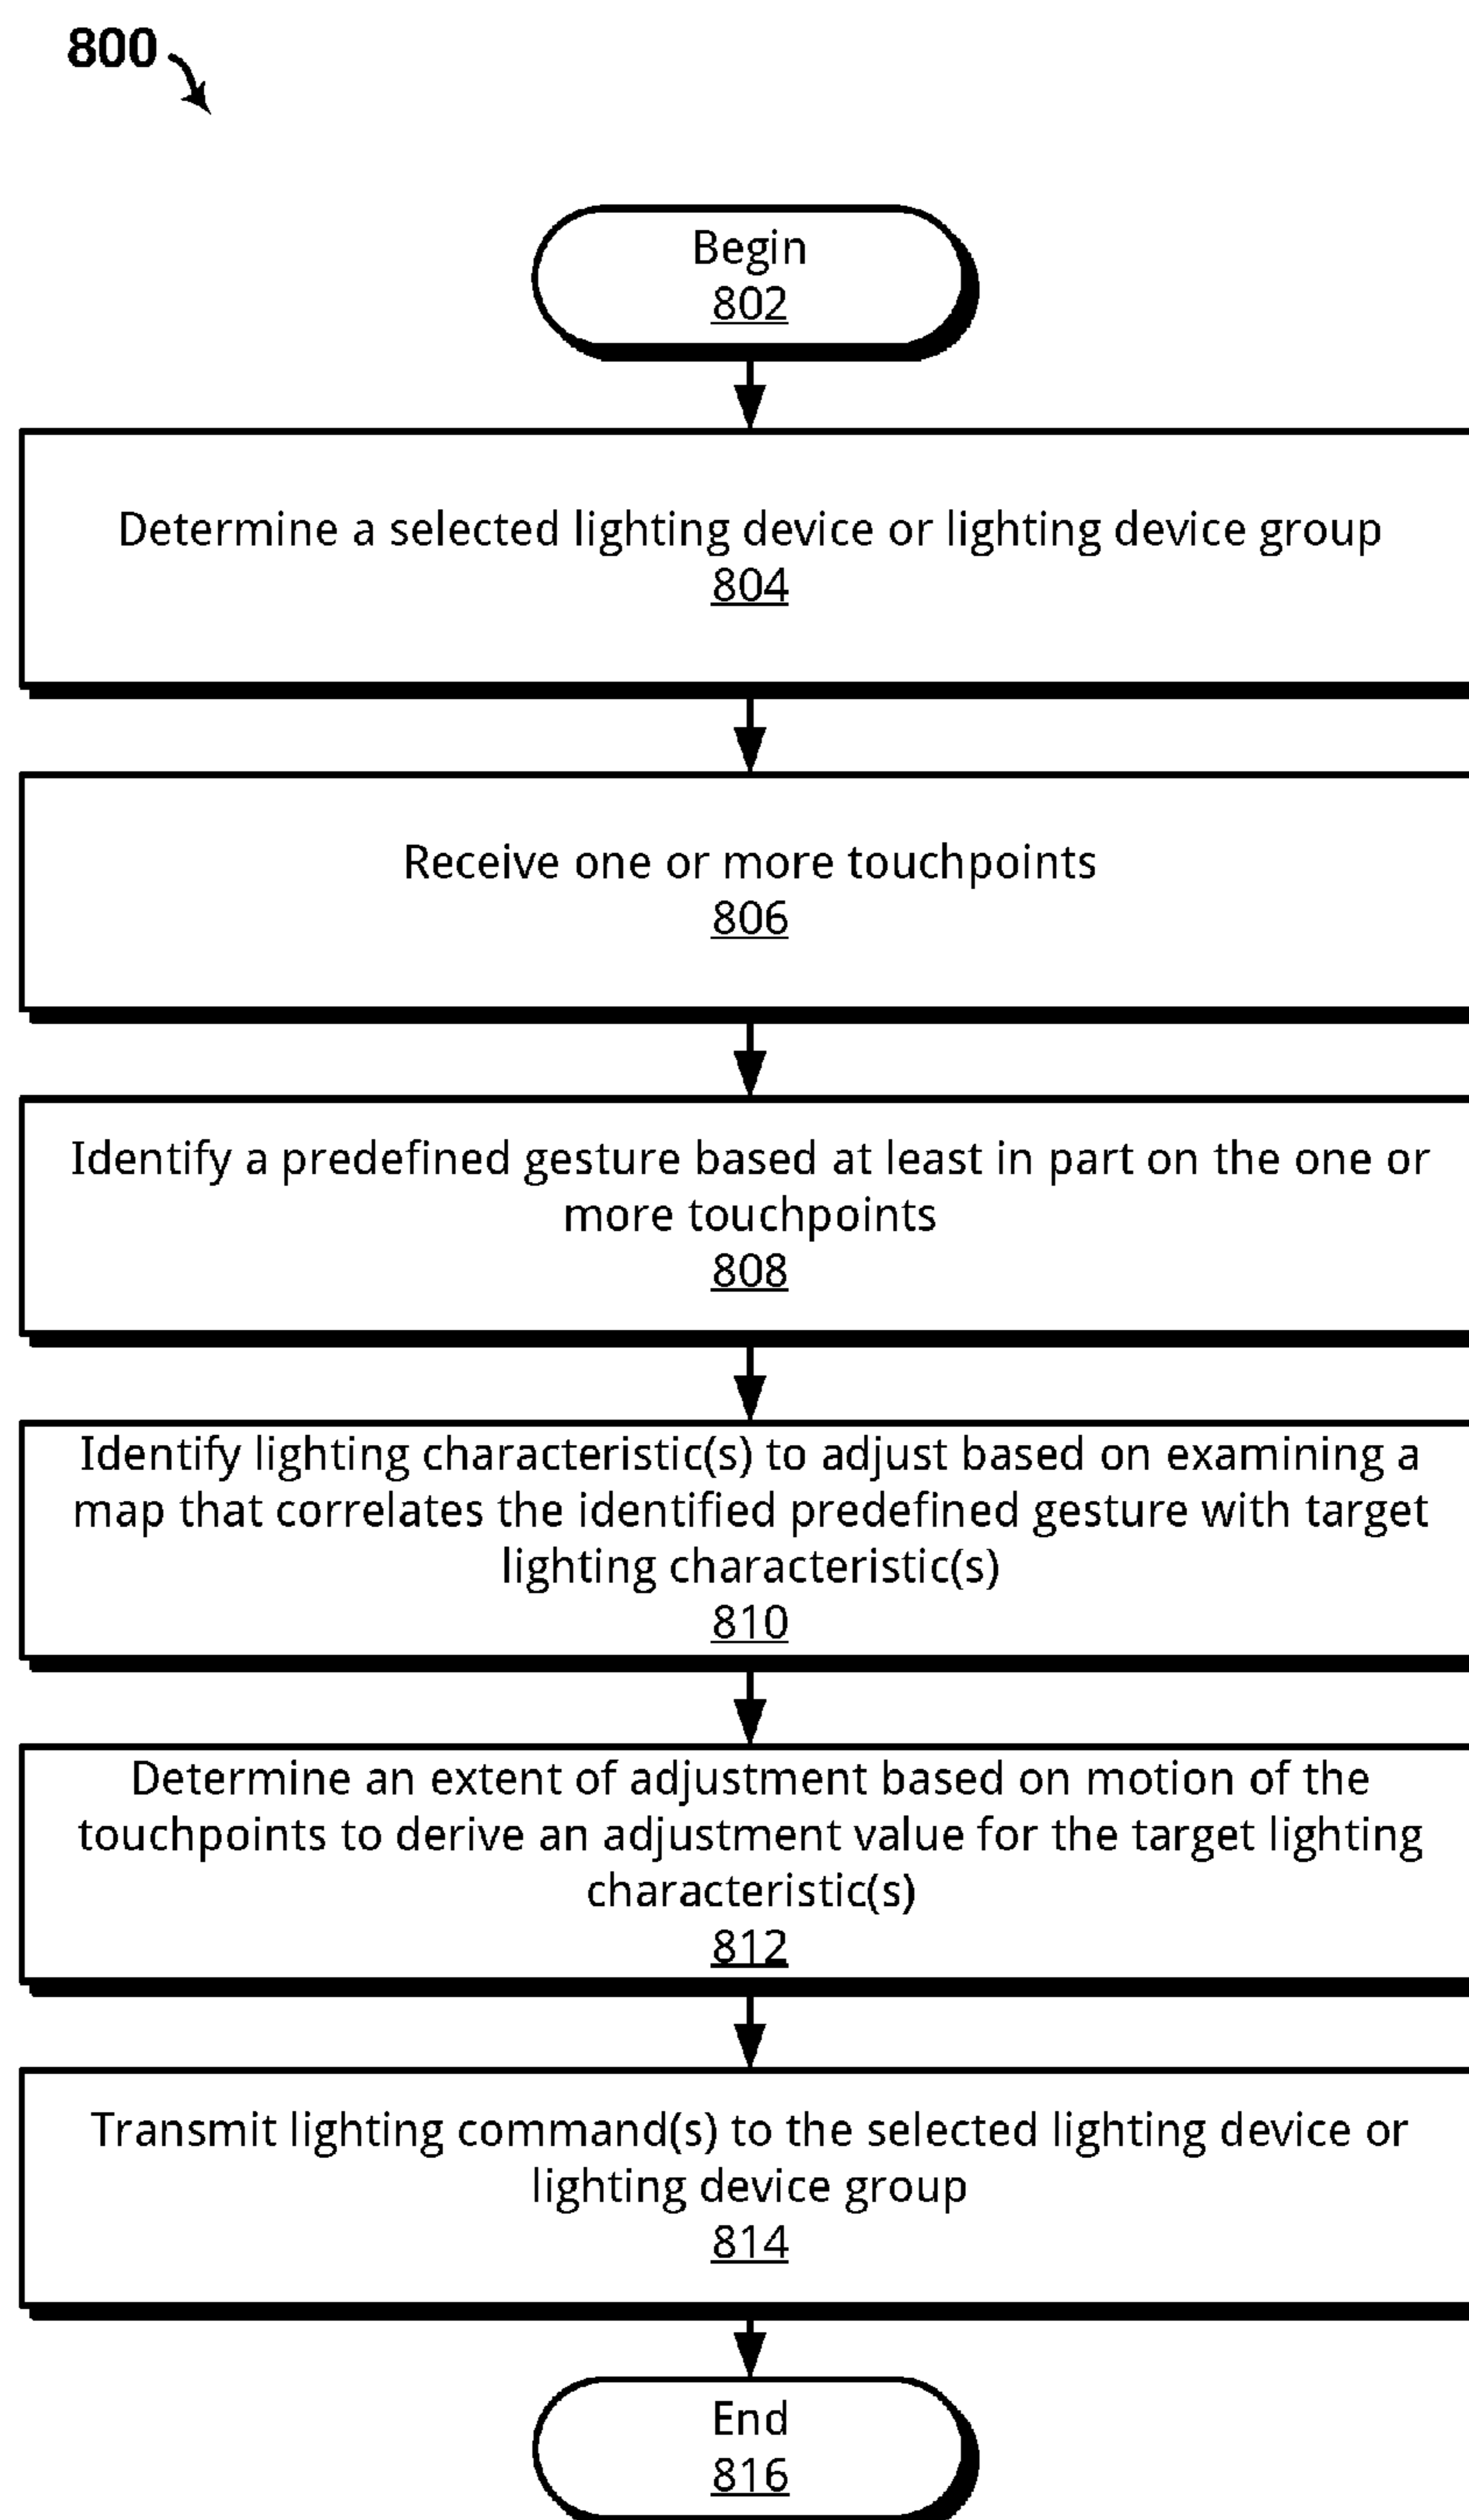 800
Begin
802
Determine a selected lighting device or lighting device group
804
Receive one or more touchpoints
806
Identify a predefined gesture based at least in part on the one or
more touchpoints
808
Identify lighting characteristic(s) to adjust based on examining a
map that correlates the identified predefined gesture with target
lighting characteristic(s)
810
Determine an extent of adjustment based on motion of the
touchpoints to derive an adjustment value for the target lighting
characteristic(s)
812
Transmit lighting command(s) to the selected lighting device or
lighting device group
814
End
816